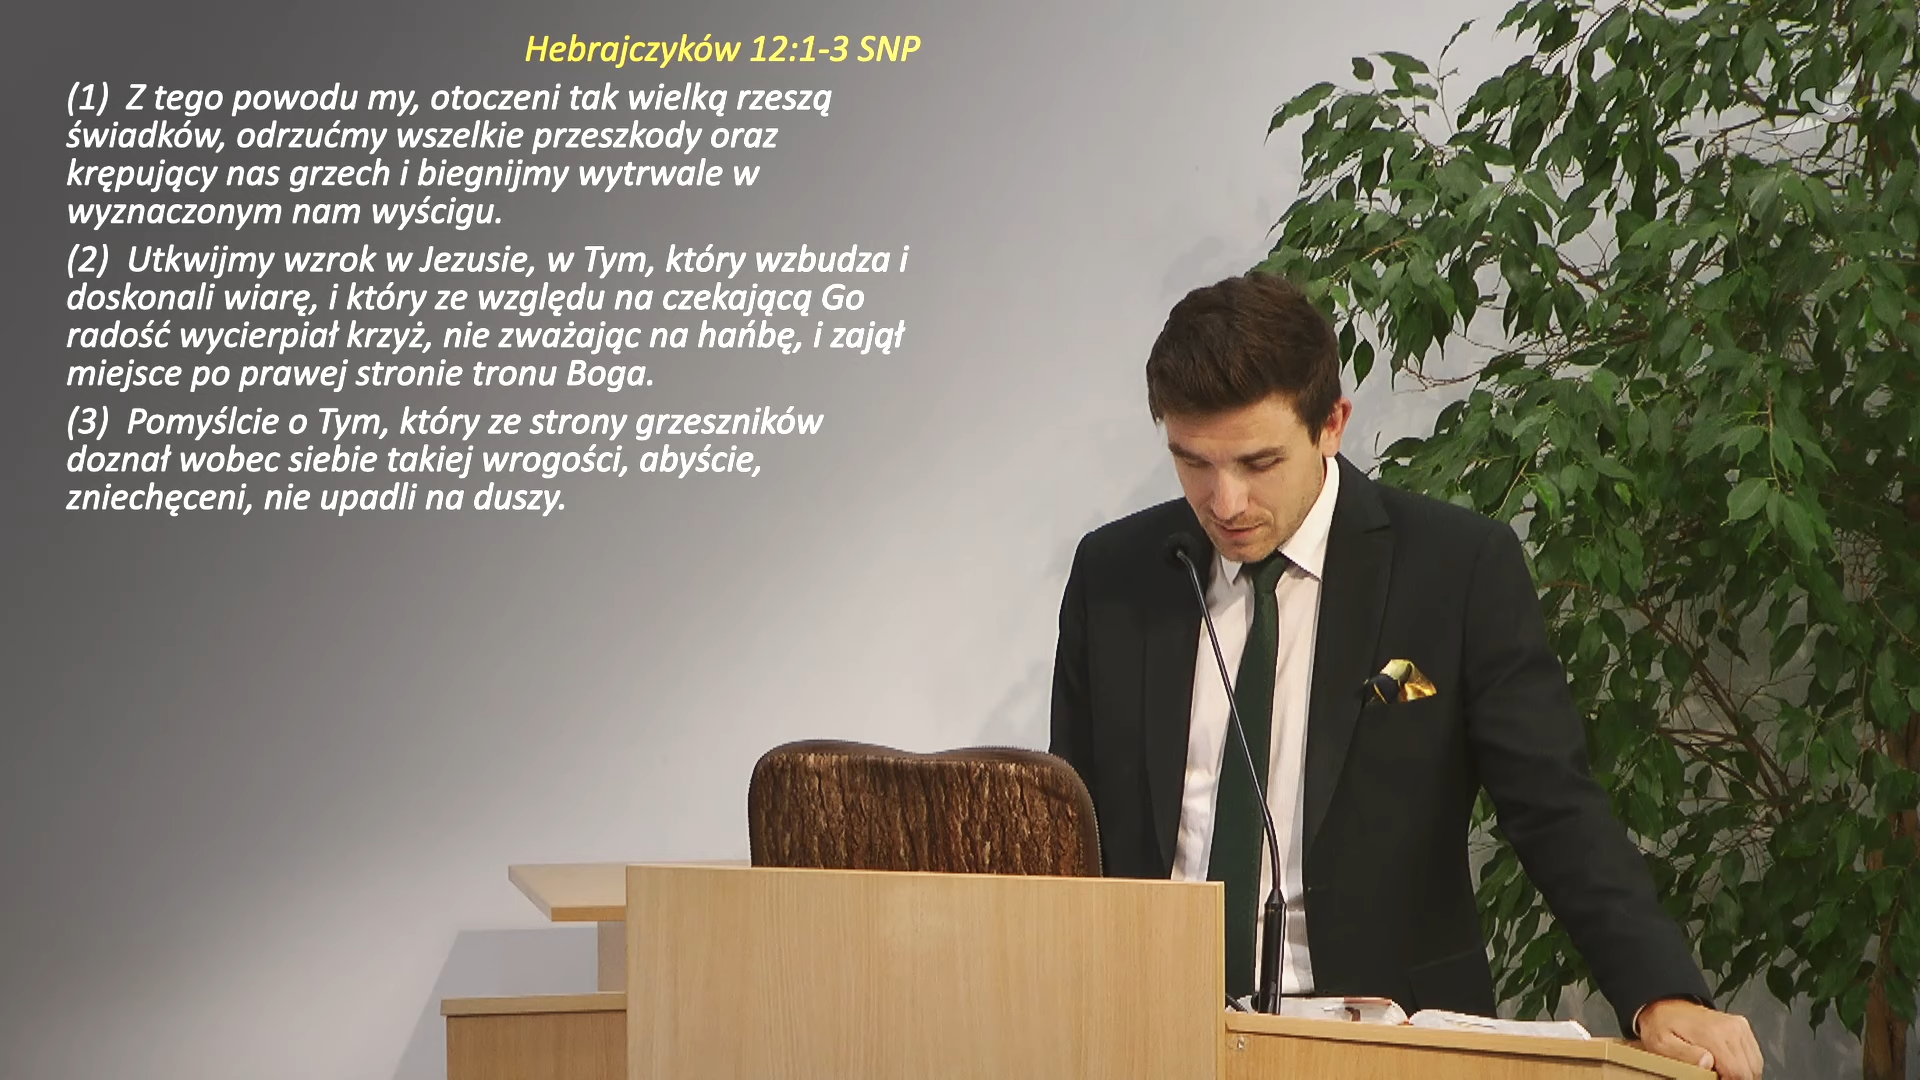 Hebrajczyków 12:1-3 SNP
(1) Z tego powodu my, otoczeni tak wielką rzeszą
świadków, odrzućmy wszelkie przeszkody oraz
krępujący nas grzech i biegnijmy wytrwale w
wyznaczonym nam wyścigu.
(2) Utkwijmy wzrok w Jezusie, w Tym, który wzbudza i
doskonali wiarę, i który ze względu na czekającą Go
radość wycierpiał krzyż, nie zważając na hańbę, i zajął
miejsce po prawej stronie tronu Boga.
(3) Pomyślcie o Tym, który ze strony grzeszników
doznał wobec siebie takiej wrogości, abyście,
zniechęceni, nie upadli na duszy.